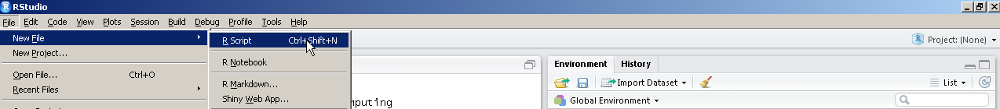 RStudio
File Edit Code View Plots Session Build Debug Profile Tools Help
New File
R Script Ctrl+Shift+N
Project: (None)
New Project...
R Notebook
Environment History
Open File... Ctrl+O
R Markdown...
Import Dataset
List
Recent Files
Shiny Web App...
mputing
Global Environment